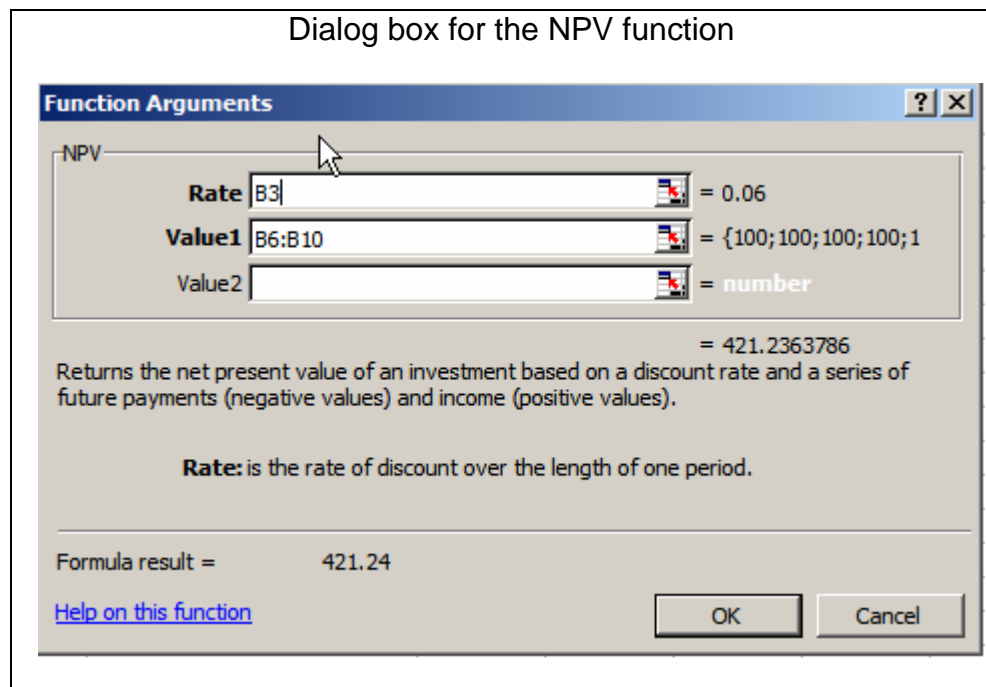 Dialog box for the NPV function
Function Arguments
NPV
Rate B3 = 0.06
Value1 B6:B10 = {100;100;100;100;1
Value2 = number
= 421.2363786
Returns the net present value of an investment based on a discount rate and a series of
future payments (negative values) and income (positive values).
Rate: is the rate of discount over the length of one period.
Formula result = 421.24
Help on this function OK Cancel